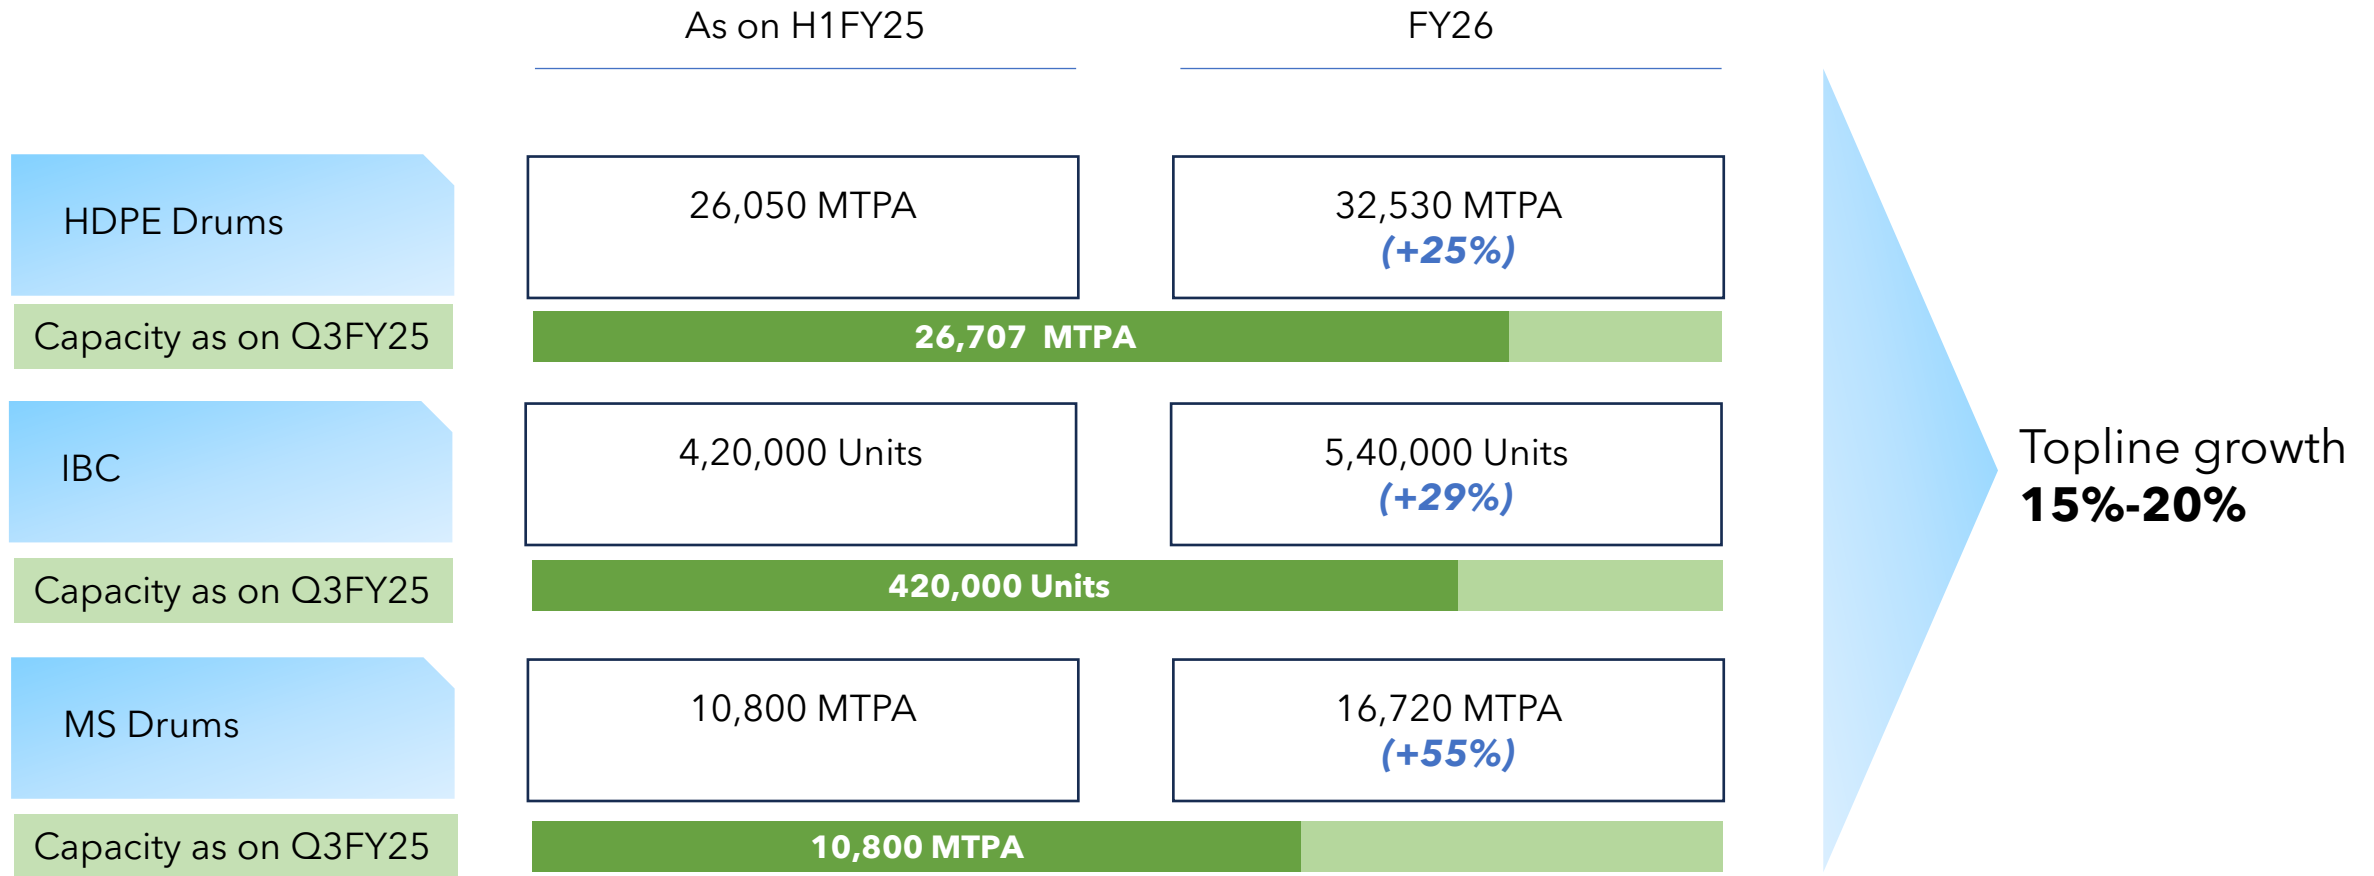 As on H1FY25
FY26
HDPE Drums
26,050 MTPA
32,530 MTPA
(+25%)
Capacity as on Q3FY25
26,707 MTPA
IBC
4,20,000 Units
5,40,000 Units
(+29%)
Capacity as on Q3FY25
420,000 Units
MS Drums
10,800 MTPA
16,720 MTPA
(+55%)
Capacity as on Q3FY25
10,800 MTPA
Topline growth
15%-20%